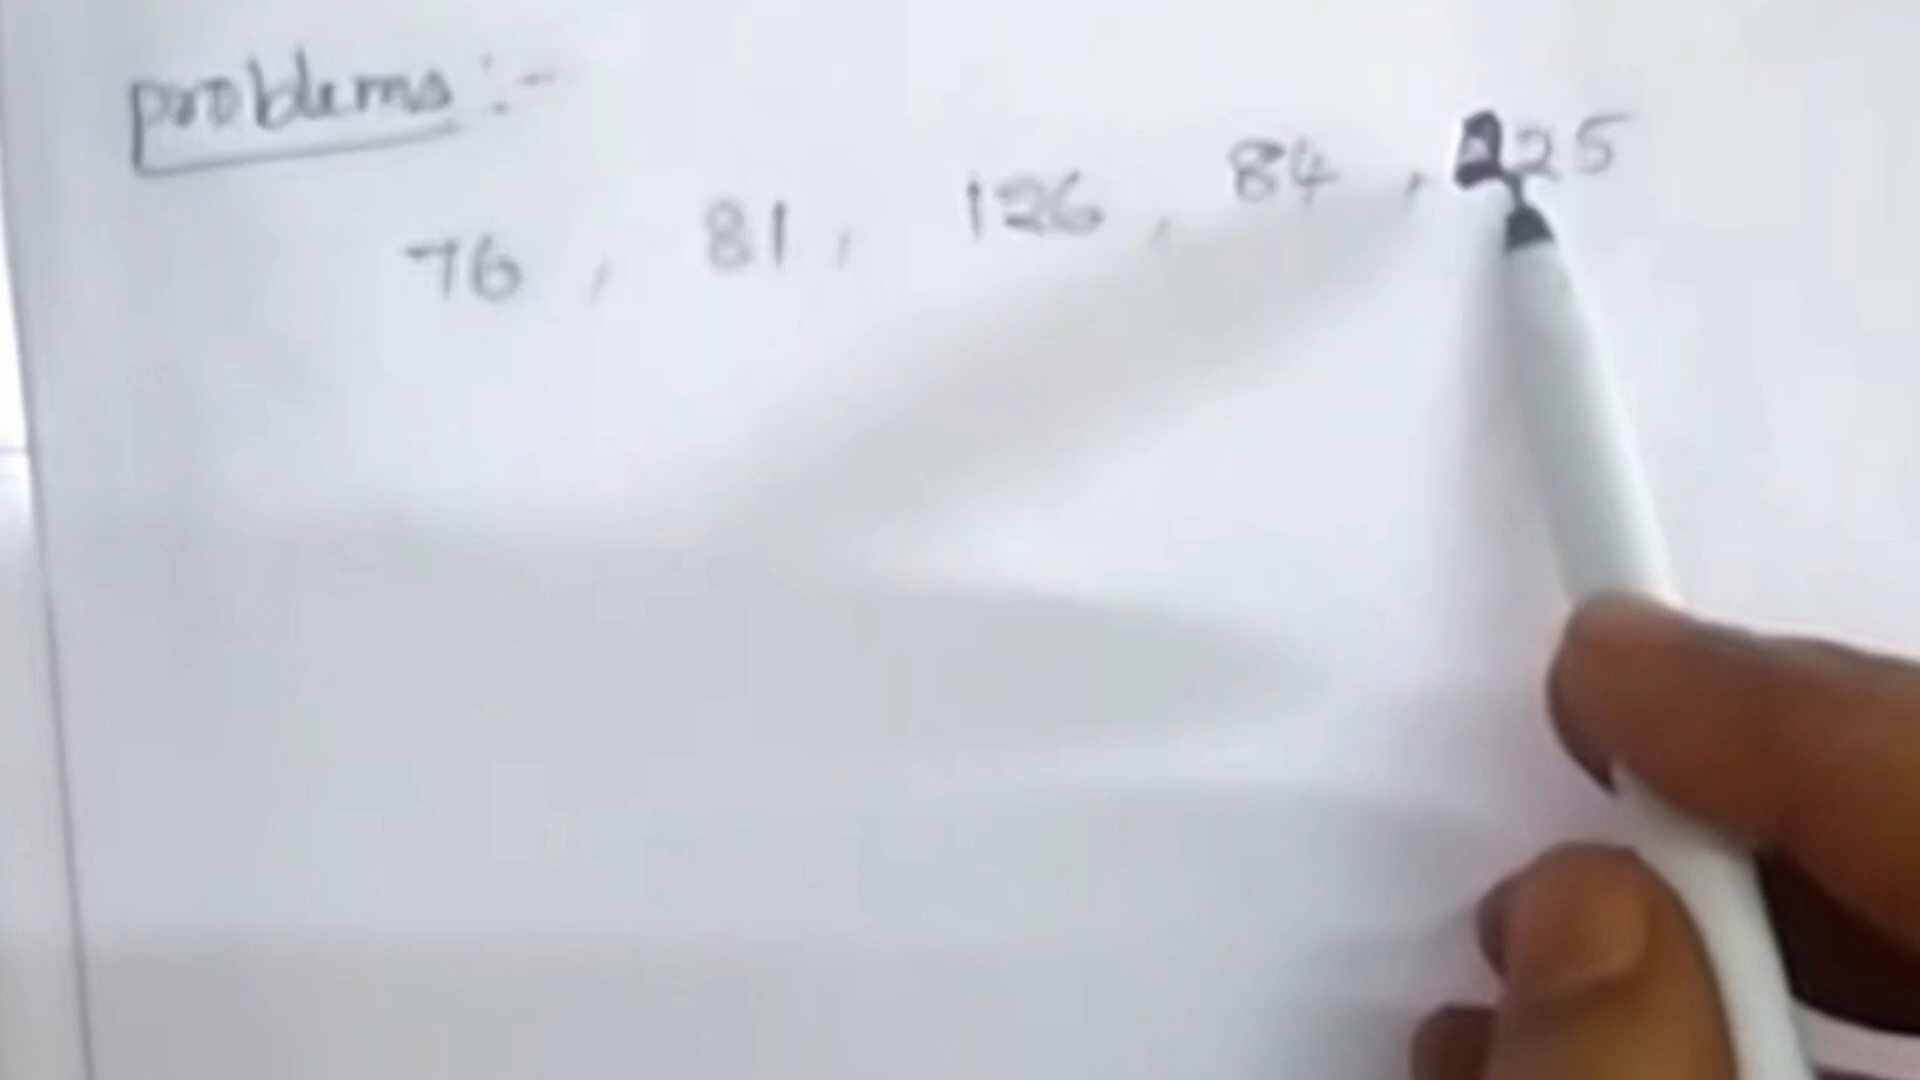 problems :-
76 , 81 , 126 , 84 , 225